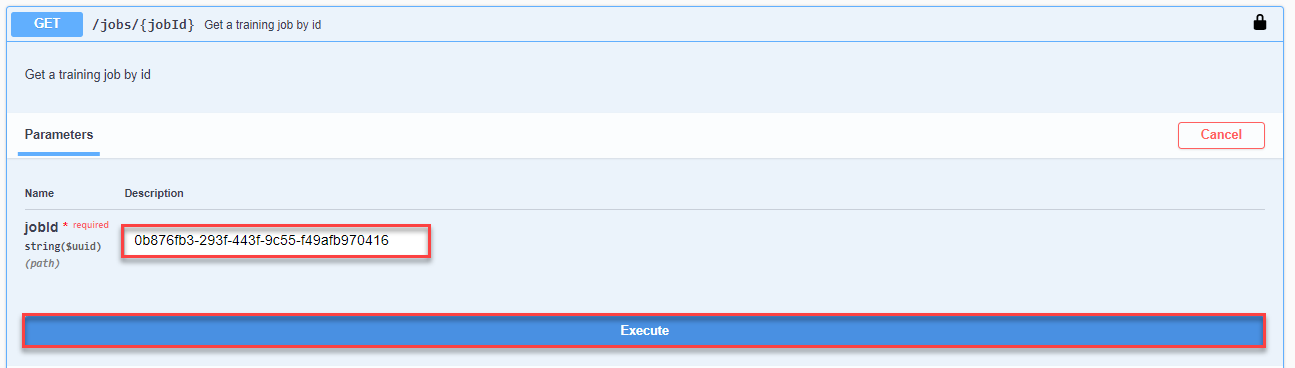 GET /jobs/{jobId} Get a training job by id
Get a training job by id
Parameters Cancel
Name Description
jobId * required
string($uuid) 0b876fb3-293f-443f-9c55-f49afb970416
(path)
Execute